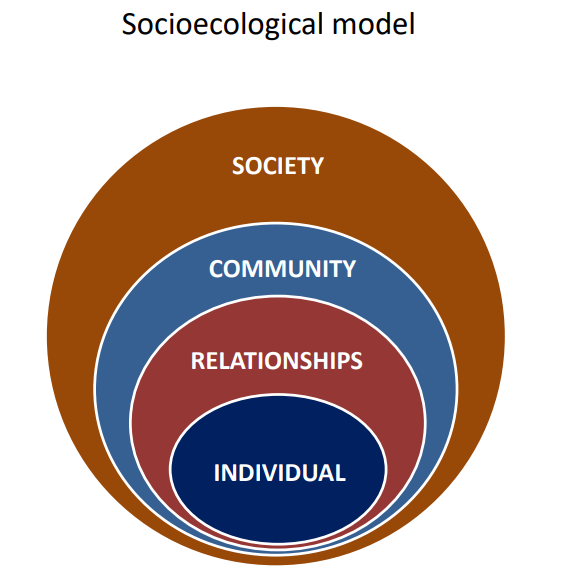 Socioecological model
SOCIETY
COMMUNITY
RELATIONSHIPS
INDIVIDUAL